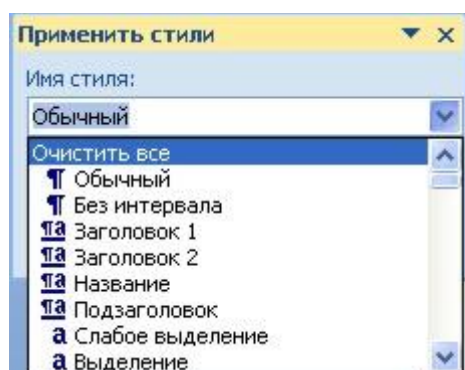 Применить стили
Имя стиля:
Обычный
Очистить все
¶ Обычный
¶ Без интервала
¶a Заголовок 1
¶a Заголовок 2
¶a Название
¶a Подзаголовок
a Слабое выделение
a Выделение